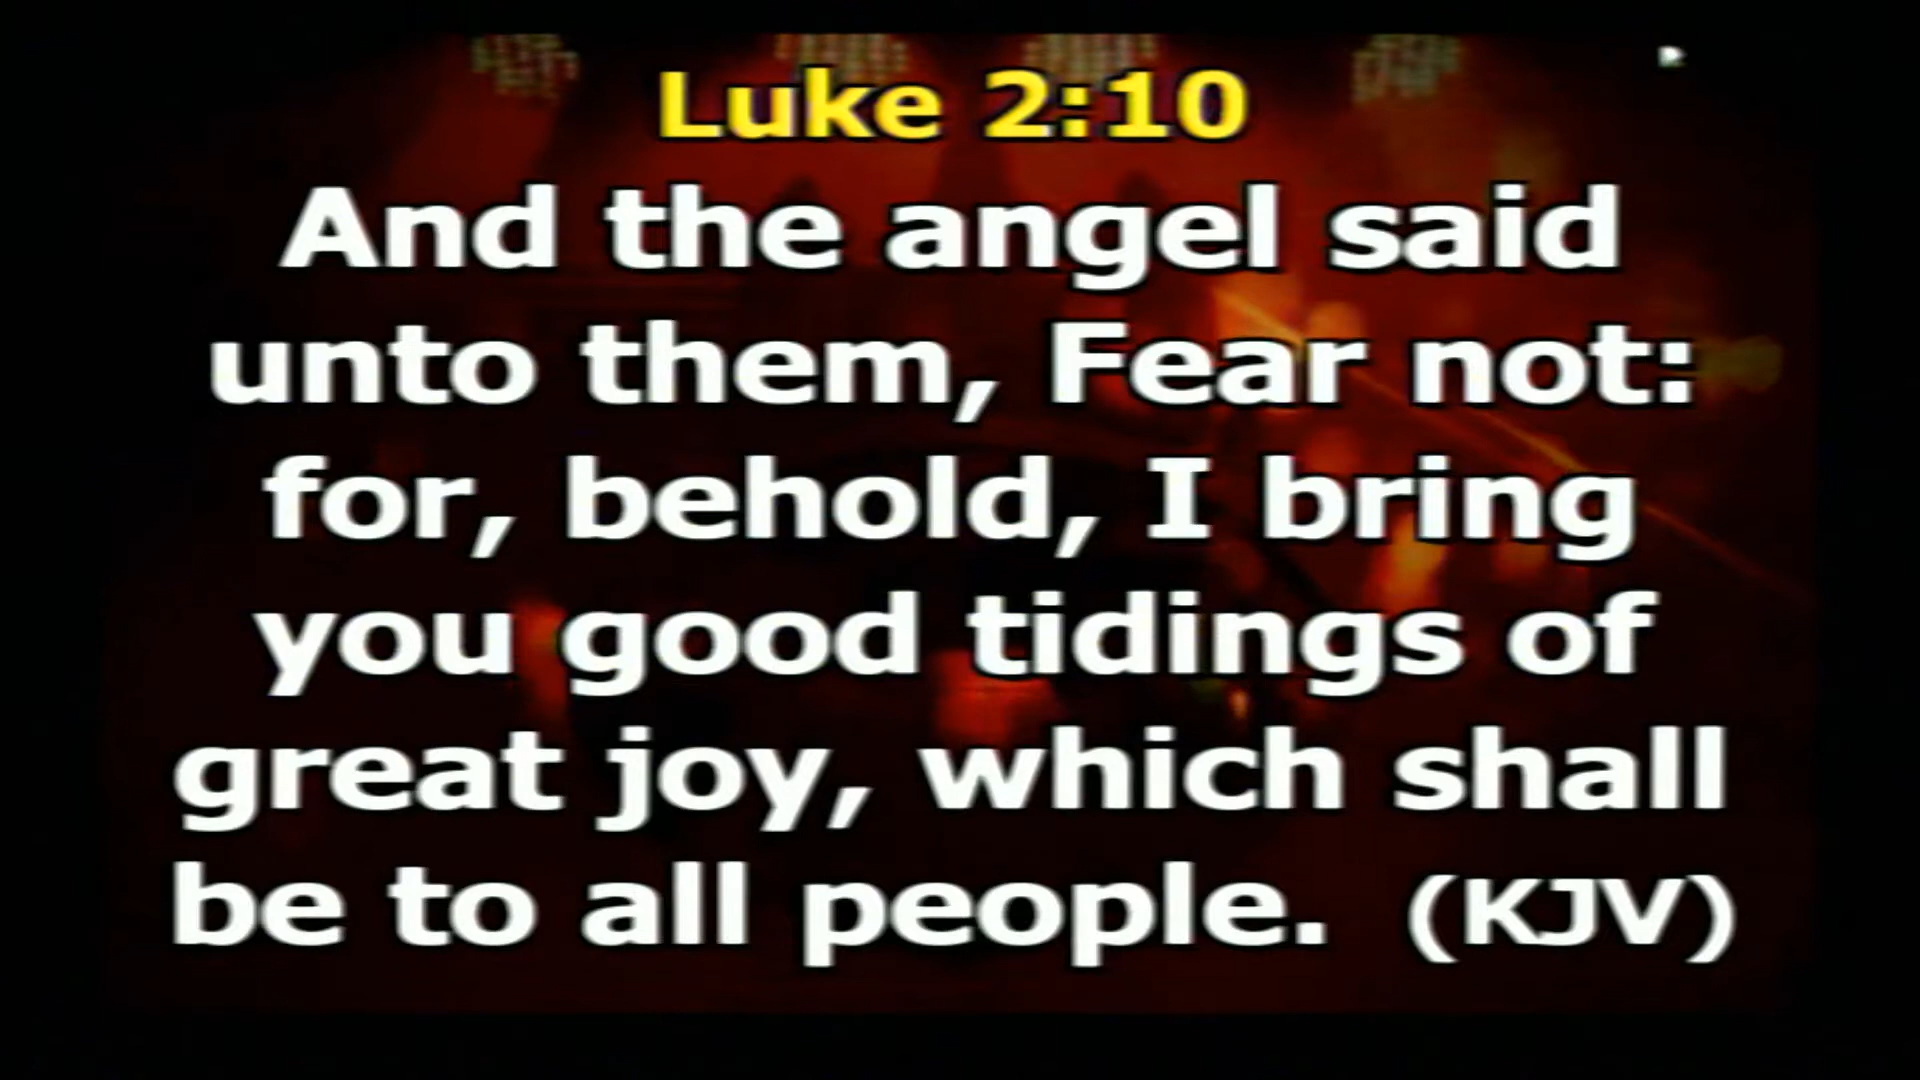 Luke 2:10
And the angel said
unto them, Fear not:
for, behold, I bring
you good tidings of
great joy, which shall
be to all people. (KJV)